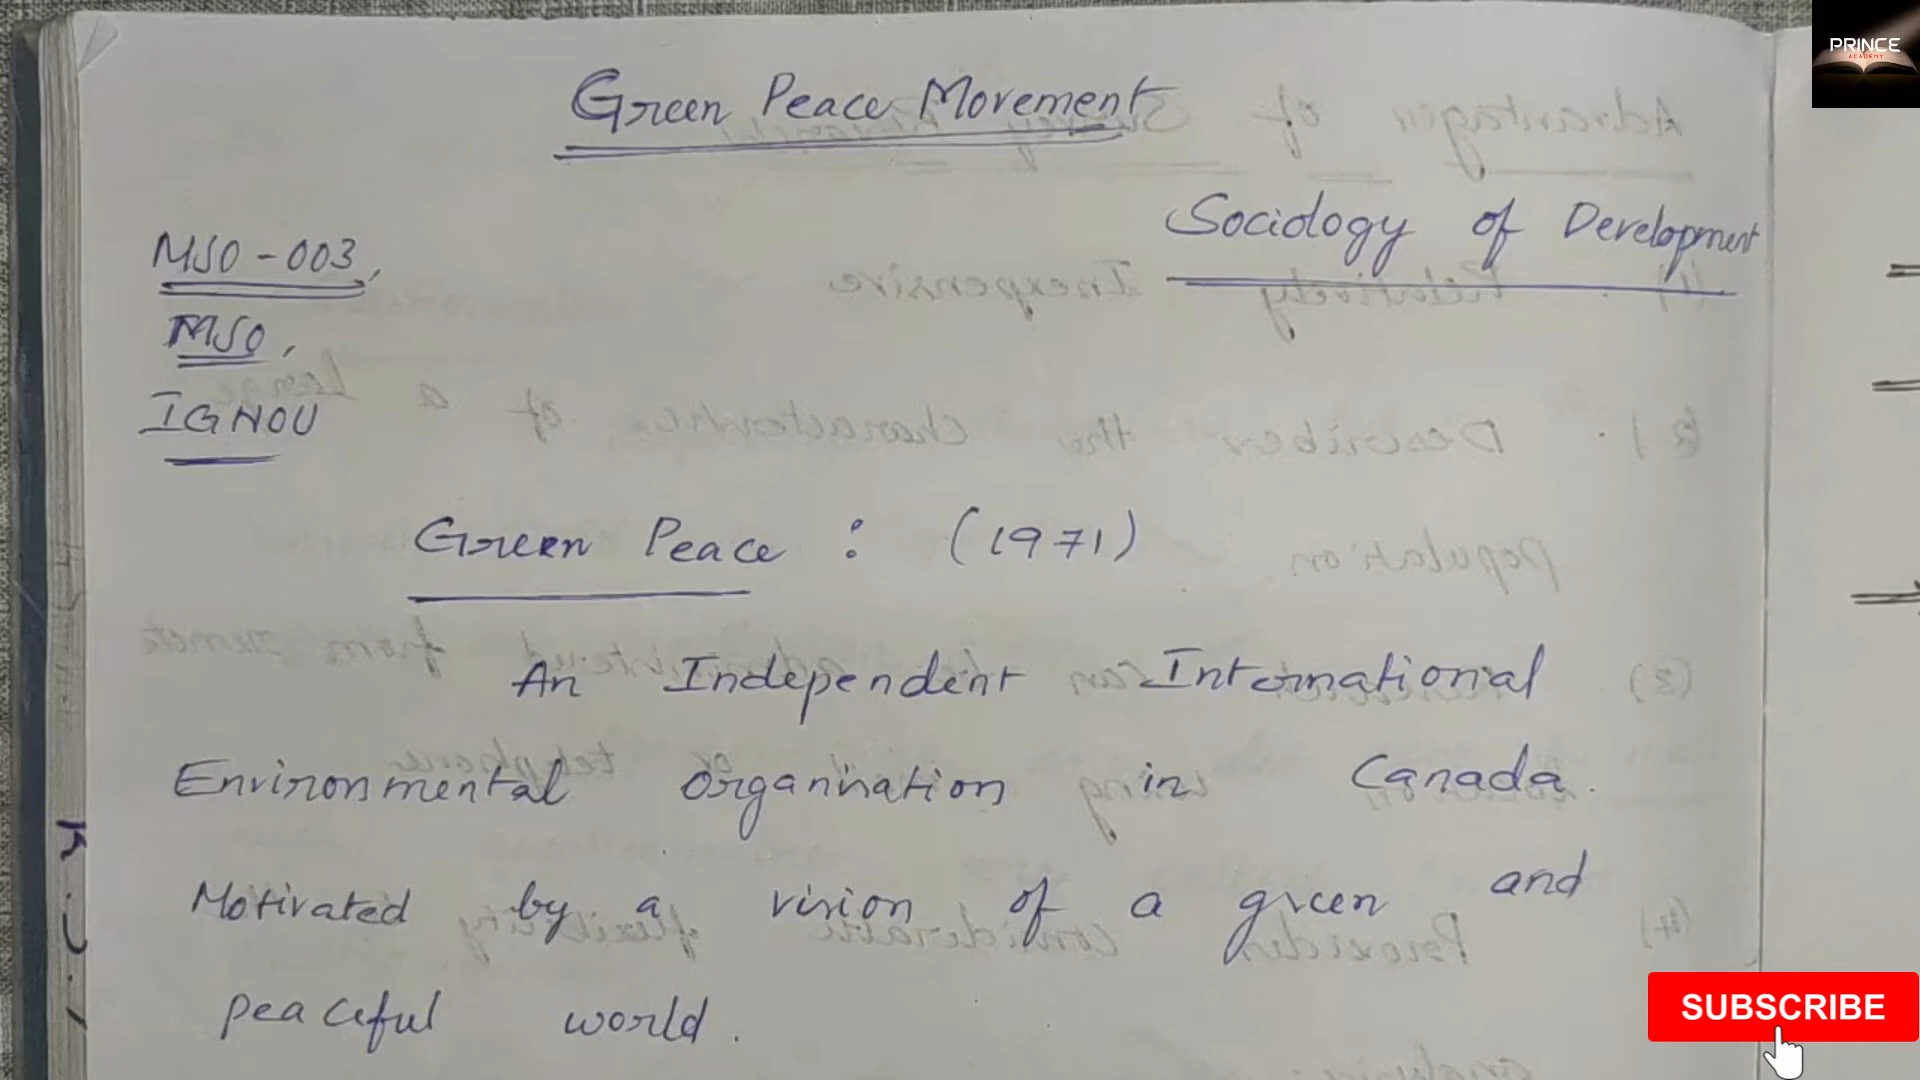 Green Peace Movement
PRINCE
ACADEMY
Sociology of Development
MSO-003,
MSO,
IGNOU
Green Peace : (1971)
An Independent International
Environmental organisation in Canada.
Motivated by a vision of a green and
peaceful world.
SUBSCRIBE